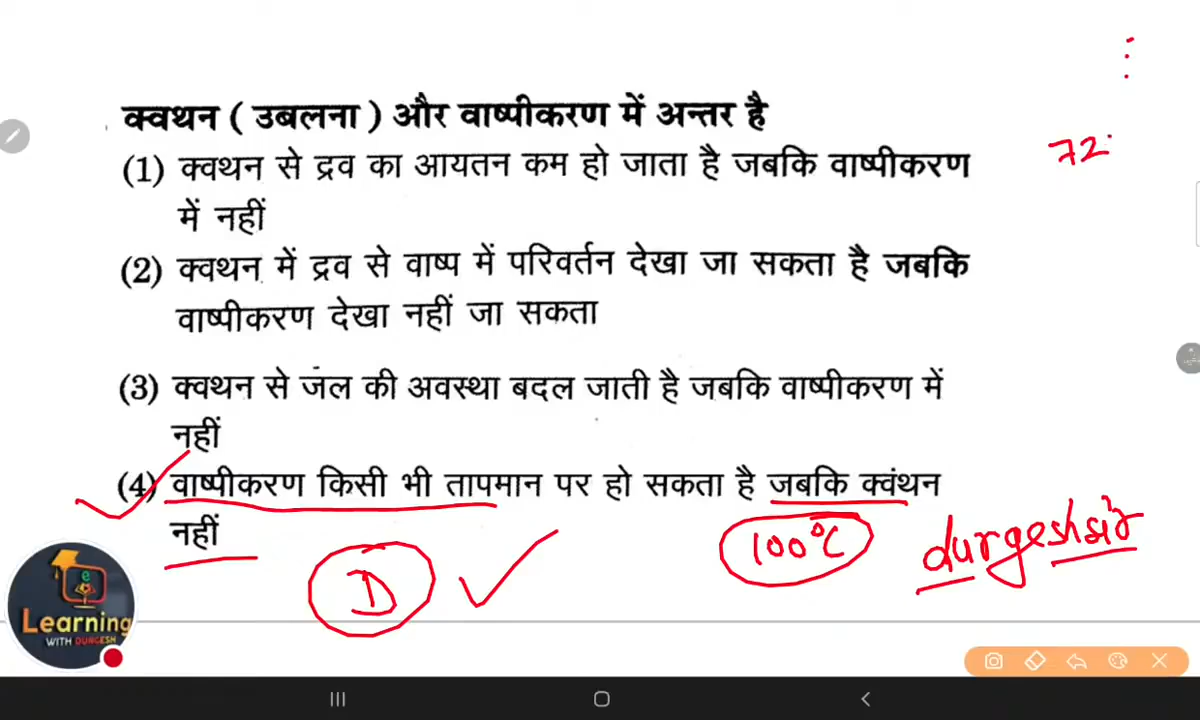 क्वथन ( उबलना ) और वाष्पीकरण में अन्तर है
72
(1) क्वथन से द्रव का आयतन कम हो जाता है जबकि वाष्पीकरण
में नहीं
(2) क्वथन में द्रव से वाष्प में परिवर्तन देखा जा सकता है जबकि
वाष्पीकरण देखा नहीं जा सकता
(3) क्वथन से जल की अवस्था बदल जाती है जबकि वाष्पीकरण में
नहीं
(4) वाष्पीकरण किसी भी तापमान पर हो सकता है जबकि क्वंथन
नहीं
100°C
D
e
Learning
WITH DURGESH